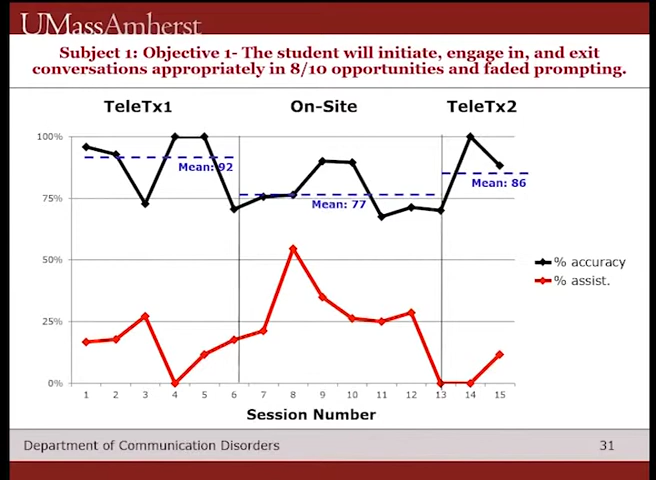 UMassAmherst
Subject 1: Objective 1- The student will initiate, engage in, and exit
conversations appropriately in 8/10 opportunities and faded prompting.
TeleTx1 On-Site TeleTx2
100%
75%
50%
25%
0%
Mean: 92
Mean: 77
Mean: 86
% accuracy
% assist.
1 2 3 4 5 6 7 8 9 10 11 12 13 14 15
Session Number
Department of Communication Disorders 31